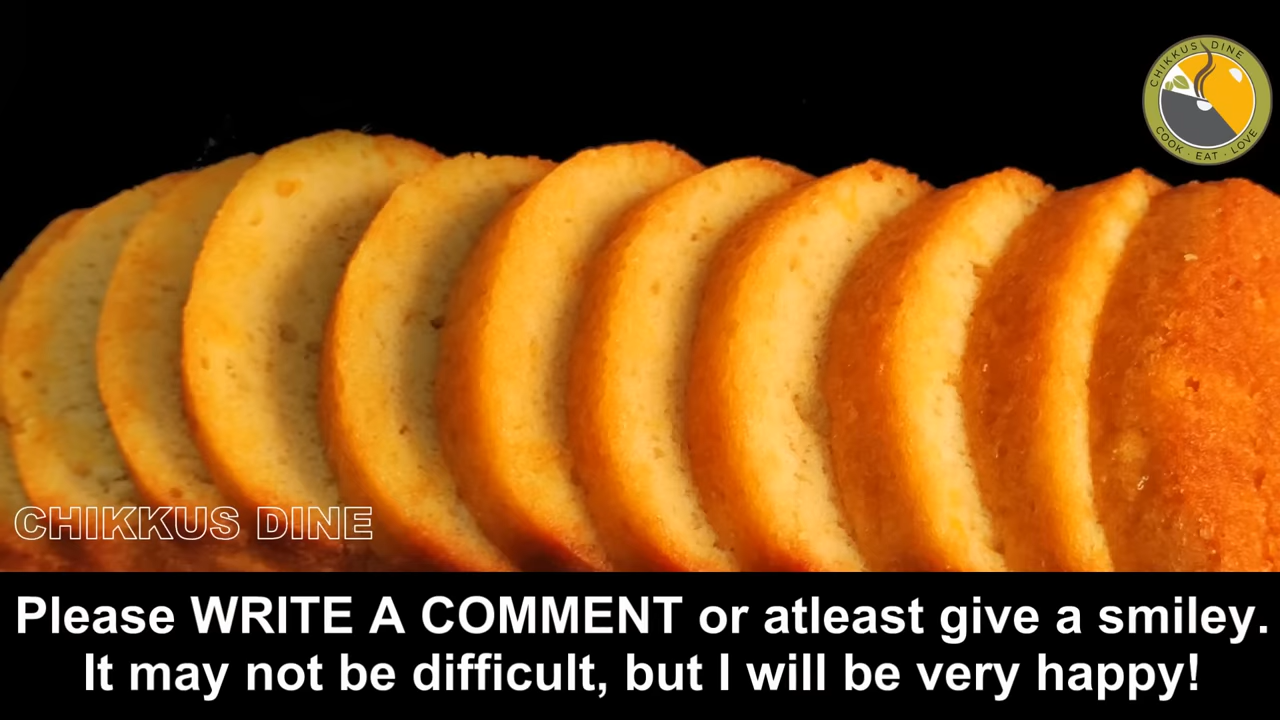 CHIKKUS DINE
COOK · EAT · LOVE
CHIKKUS DINE
Please WRITE A COMMENT or atleast give a smiley.
It may not be difficult, but I will be very happy!